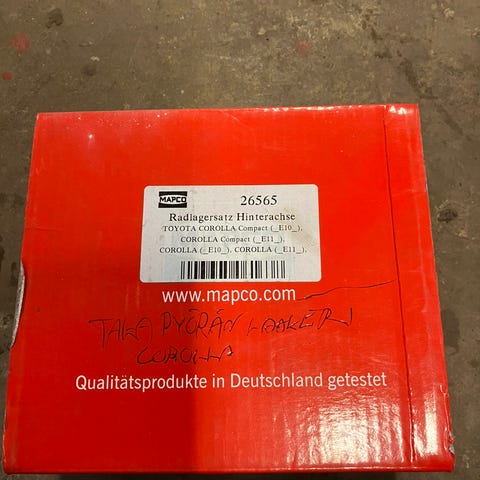 MAPCO 26565
Radlagersatz Hinterachse
TOYOTA COROLLA Compact (_E10_),
COROLLA Compact (_E11_),
COROLLA (_E10_), COROLLA (_E11_),
www.mapco.com
TAKA PYÖRÄN LAAKERI
COROLLA
Qualitätsprodukte in Deutschland getestet